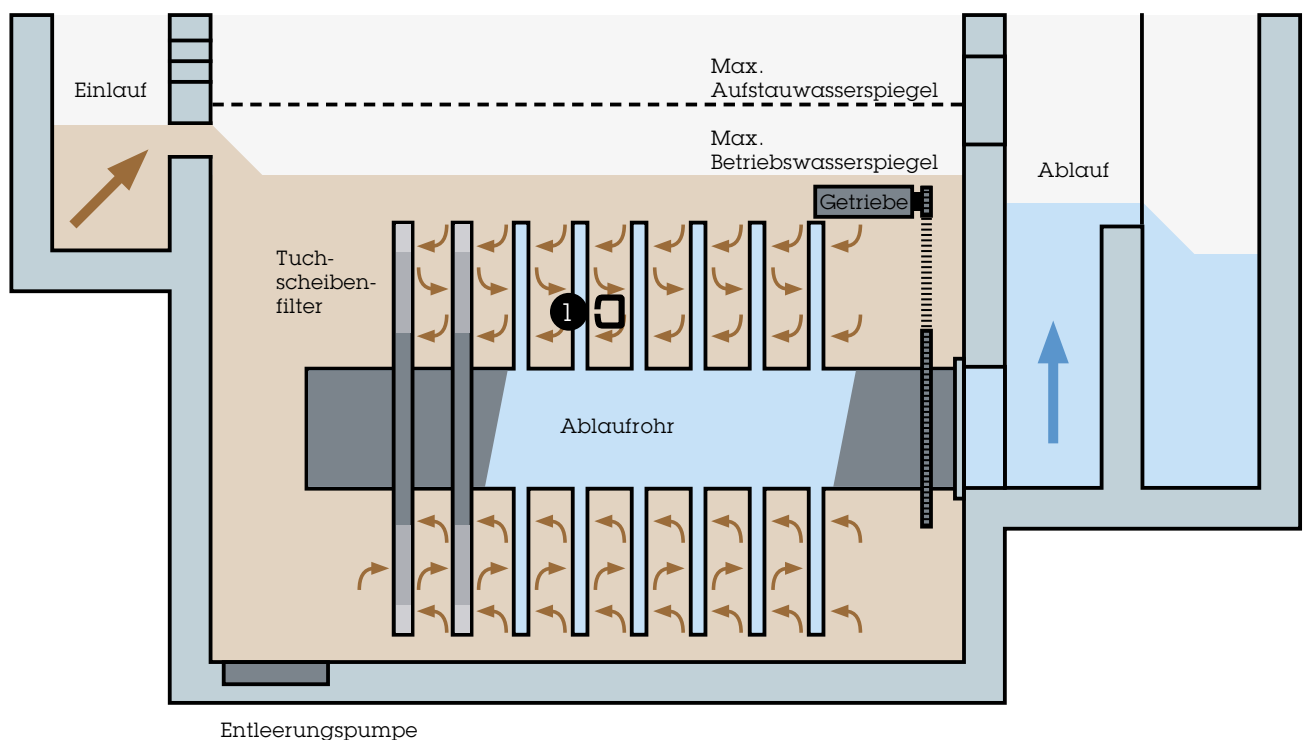 Einlauf
Max.
Aufstauwasserspiegel
Max.
Betriebswasserspiegel
Ablauf
Getriebe
Tuch-
scheiben-
filter
1
Ablaufrohr
Entleerungspumpe